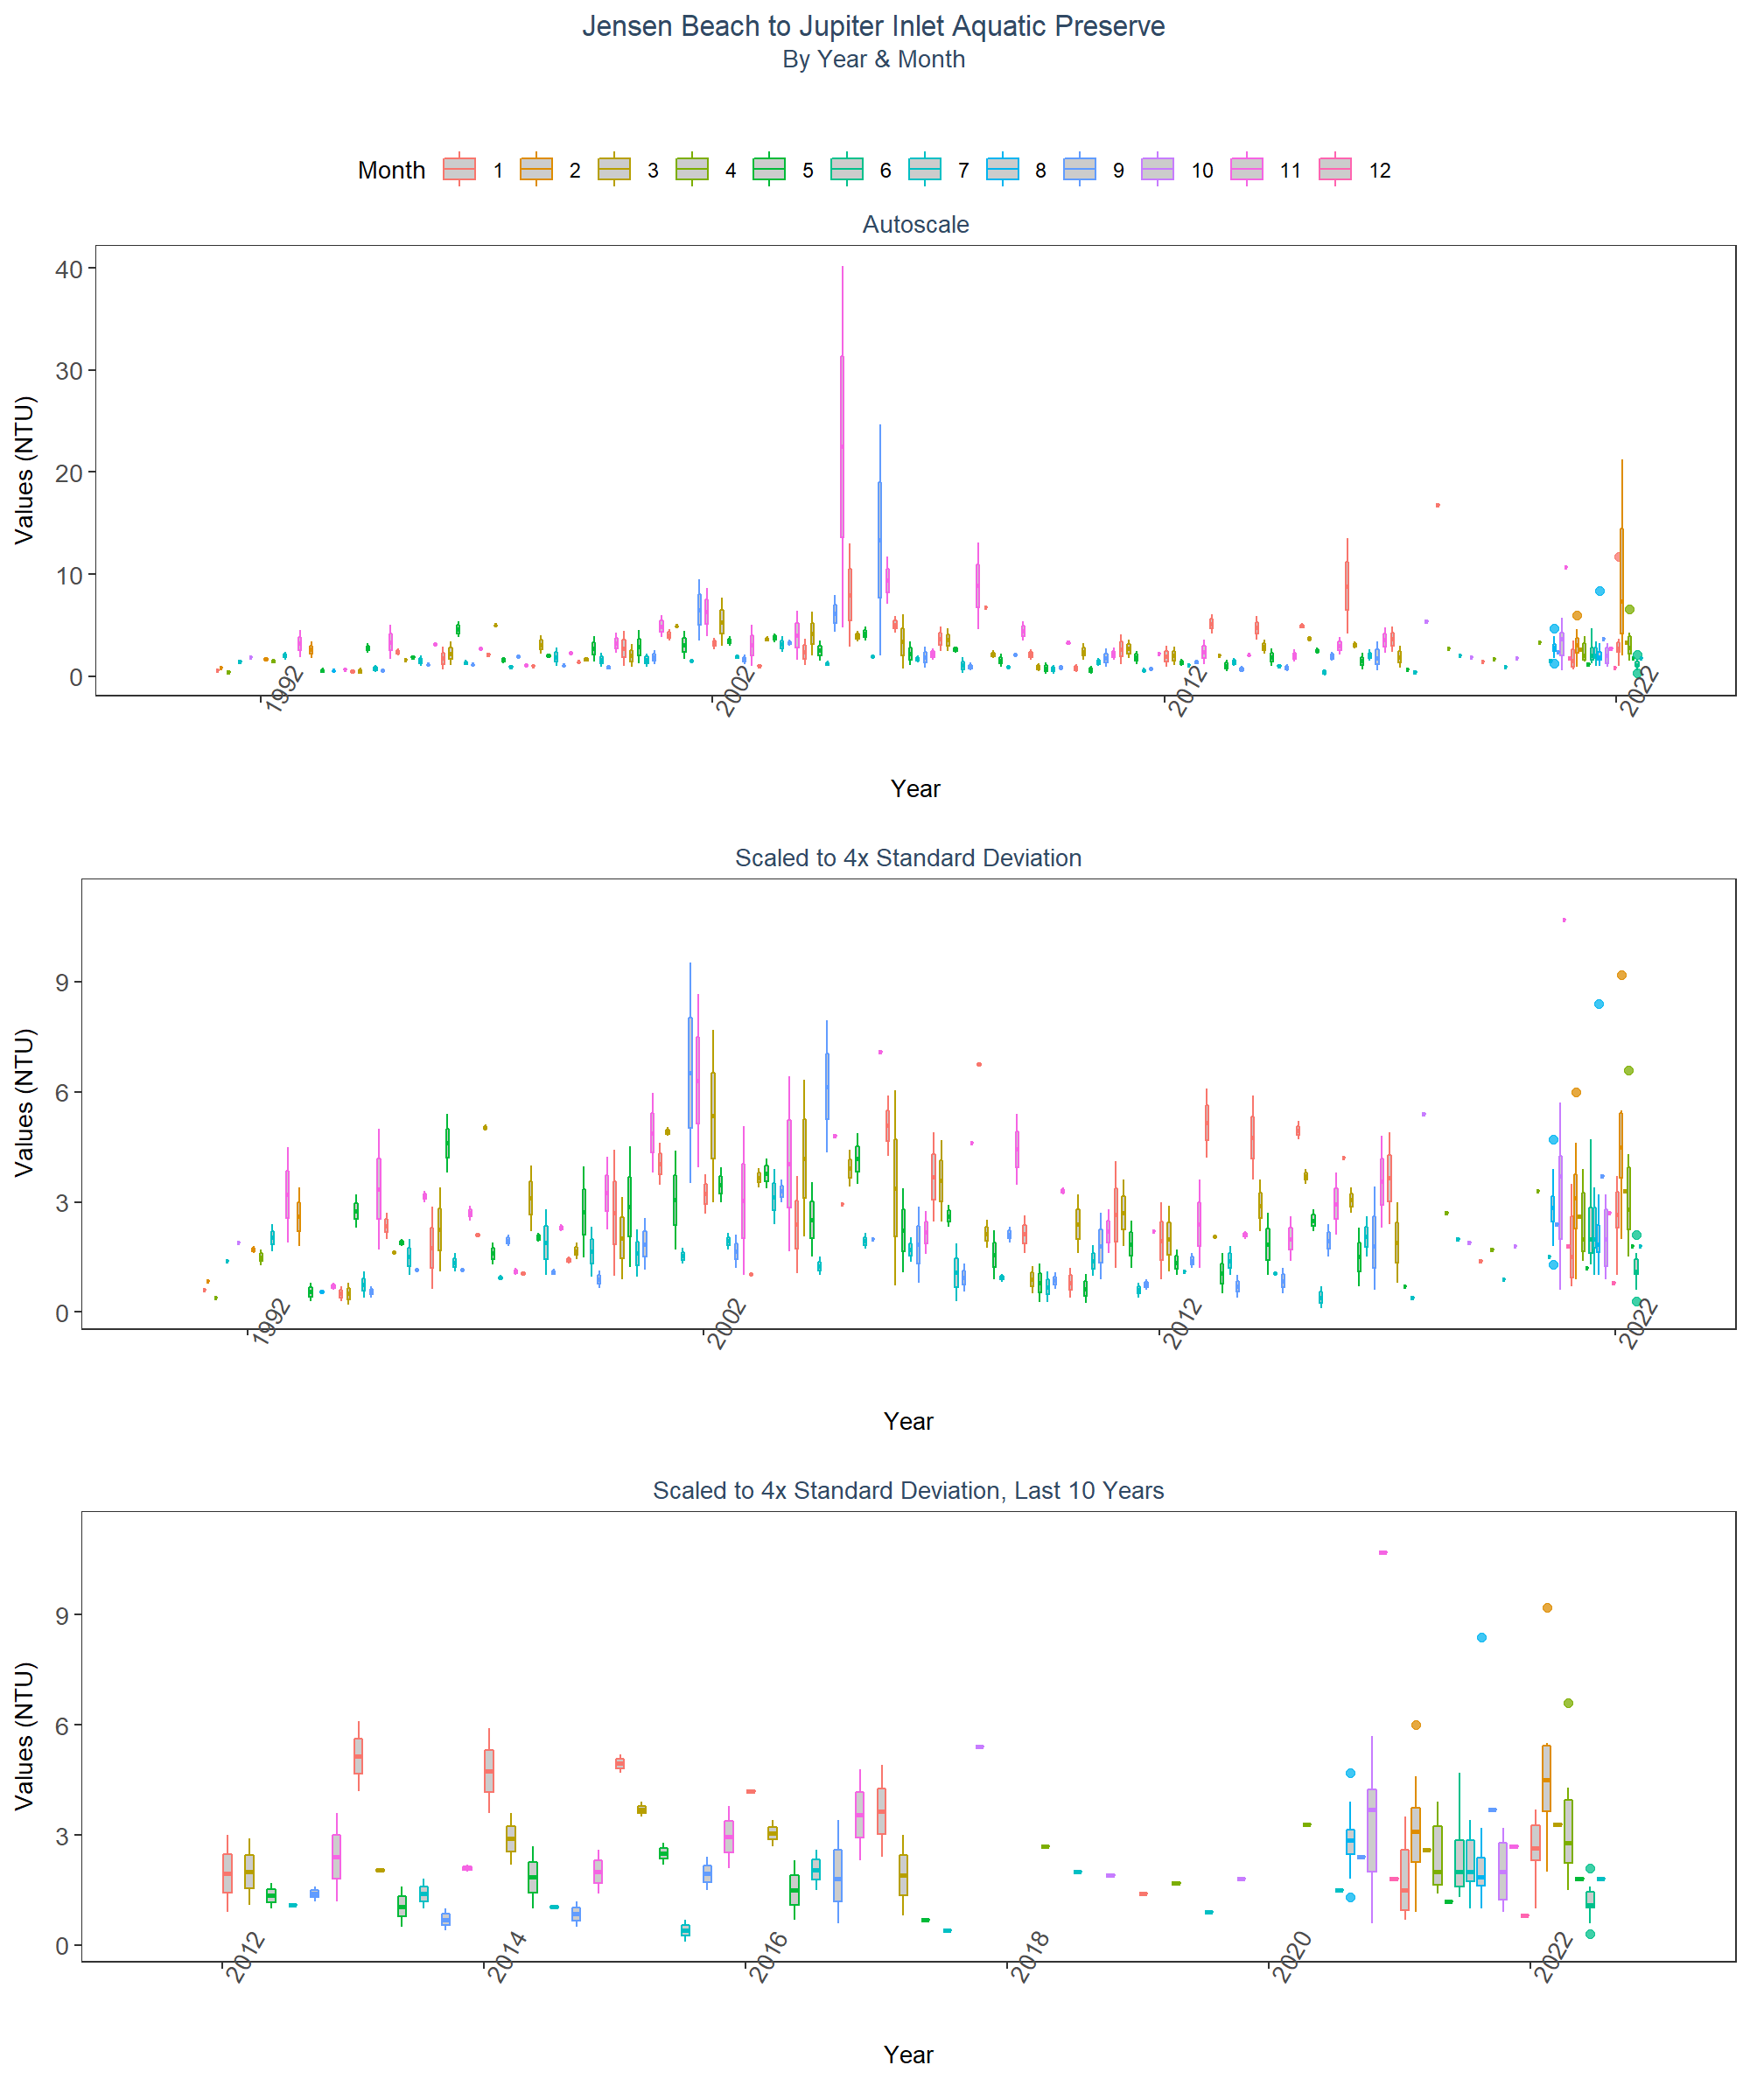 Jensen Beach to Jupiter Inlet Aquatic Preserve
By Year & Month
Month 1 2 3 4 5 6 7 8 9 10 11 12
Autoscale
Values (NTU)
40
30
20
10
0
1992 2002 2012 2022
Year
Scaled to 4x Standard Deviation
Values (NTU)
9
6
3
0
1992 2002 2012 2022
Year
Scaled to 4x Standard Deviation, Last 10 Years
Values (NTU)
9
6
3
0
2012 2014 2016 2018 2020 2022
Year